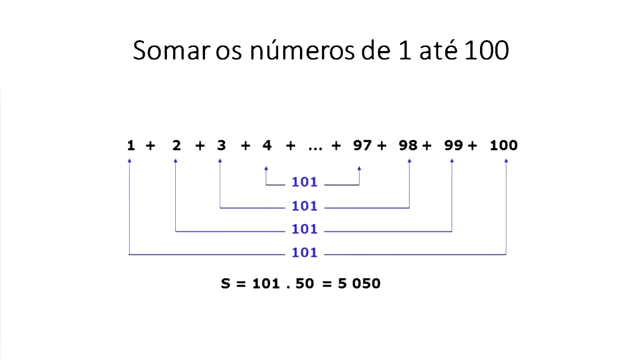 Somar os números de 1 até 100
1 + 2 + 3 + 4 + ... + 97 + 98 + 99 + 100
101
101
101
101
S = 101 . 50 = 5 050